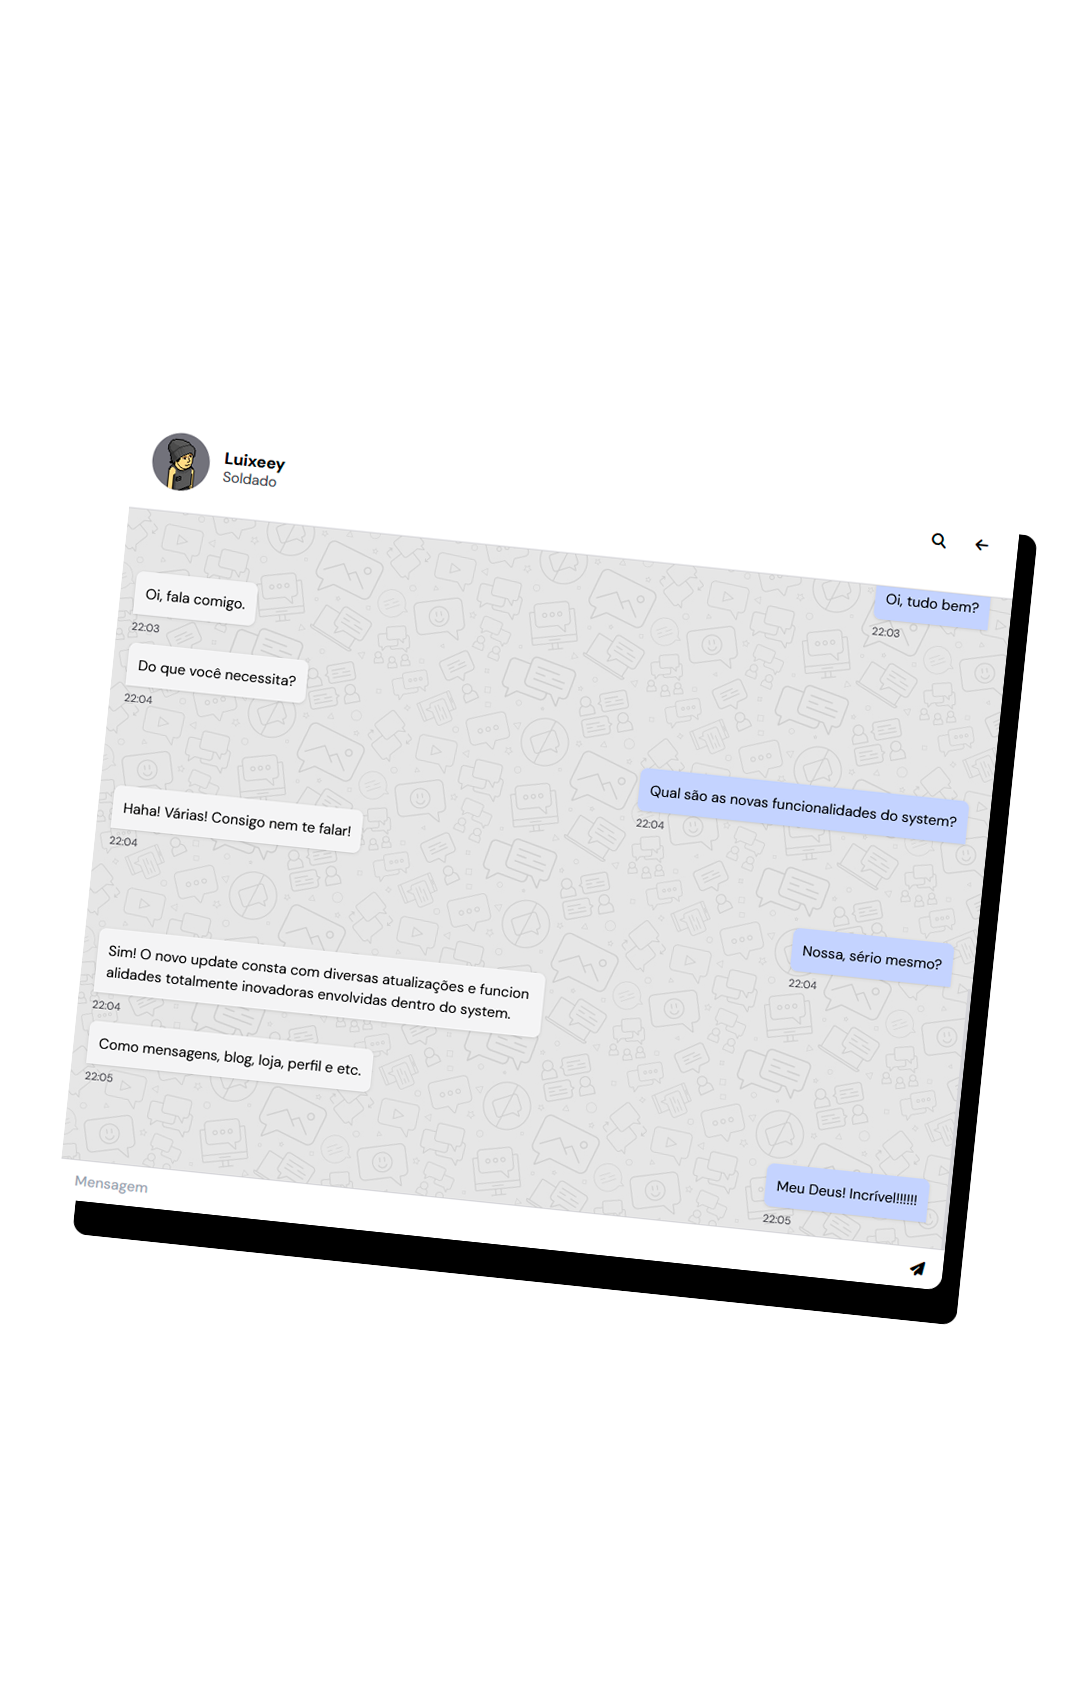 Luixeey
Soldado
Oi, tudo bem?
22:03
Oi, fala comigo.
22:03
Do que você necessita?
22:04
Qual são as novas funcionalidades do system?
22:04
Haha! Várias! Consigo nem te falar!
22:04
Nossa, sério mesmo?
22:04
Sim! O novo update consta com diversas atualizações e funcion
alidades totalmente inovadoras envolvidas dentro do system.
22:04
Como mensagens, blog, loja, perfil e etc.
22:05
Meu Deus! Incrível!!!!!!
22:05
Mensagem